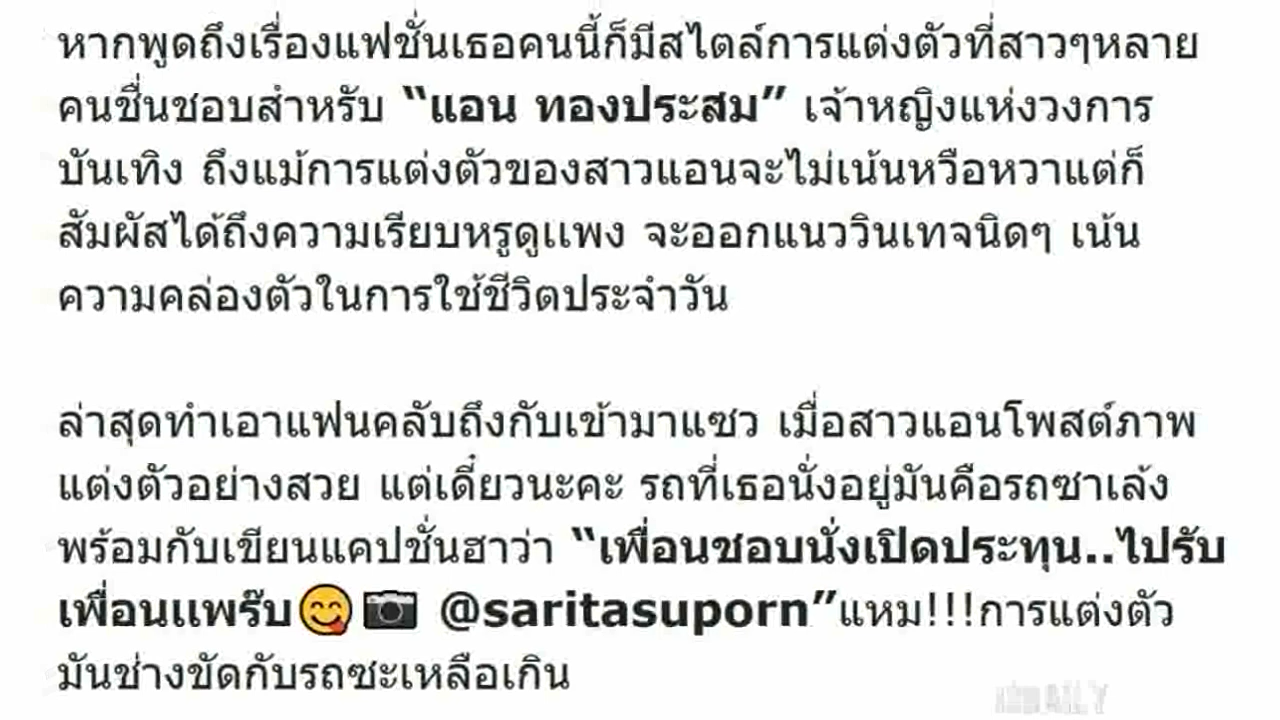 หากพูดถึงเรื่องแฟชั่นเธอคนนี้ก็มีสไตล์การแต่งตัวที่สาวๆหลาย
คนชื่นชอบสำหรับ “แอน ทองประสม” เจ้าหญิงแห่งวงการ
บันเทิง ถึงแม้การแต่งตัวของสาวแอนจะไม่เน้นหวือหวาแต่ก็
สัมผัสได้ถึงความเรียบหรูดูแพง จะออกแนววินเทจนิดๆ เน้น
ความคล่องตัวในการใช้ชีวิตประจำวัน
ล่าสุดทำเอาแฟนคลับถึงกับเข้ามาแซว เมื่อสาวแอนโพสต์ภาพ
แต่งตัวอย่างสวย แต่เดี๋ยวนะคะ รถที่เธอนั่งอยู่มันคือรถซาเล้ง
พร้อมกับเขียนแคปชั่นฮาว่า “เพื่อนชอบนั่งเปิดประทุน..ไปรับ
เพื่อนแพร๊บ😋📷 @saritasuporn”แหม!!!การแต่งตัว
มันช่างขัดกับรถซะเหลือเกิน